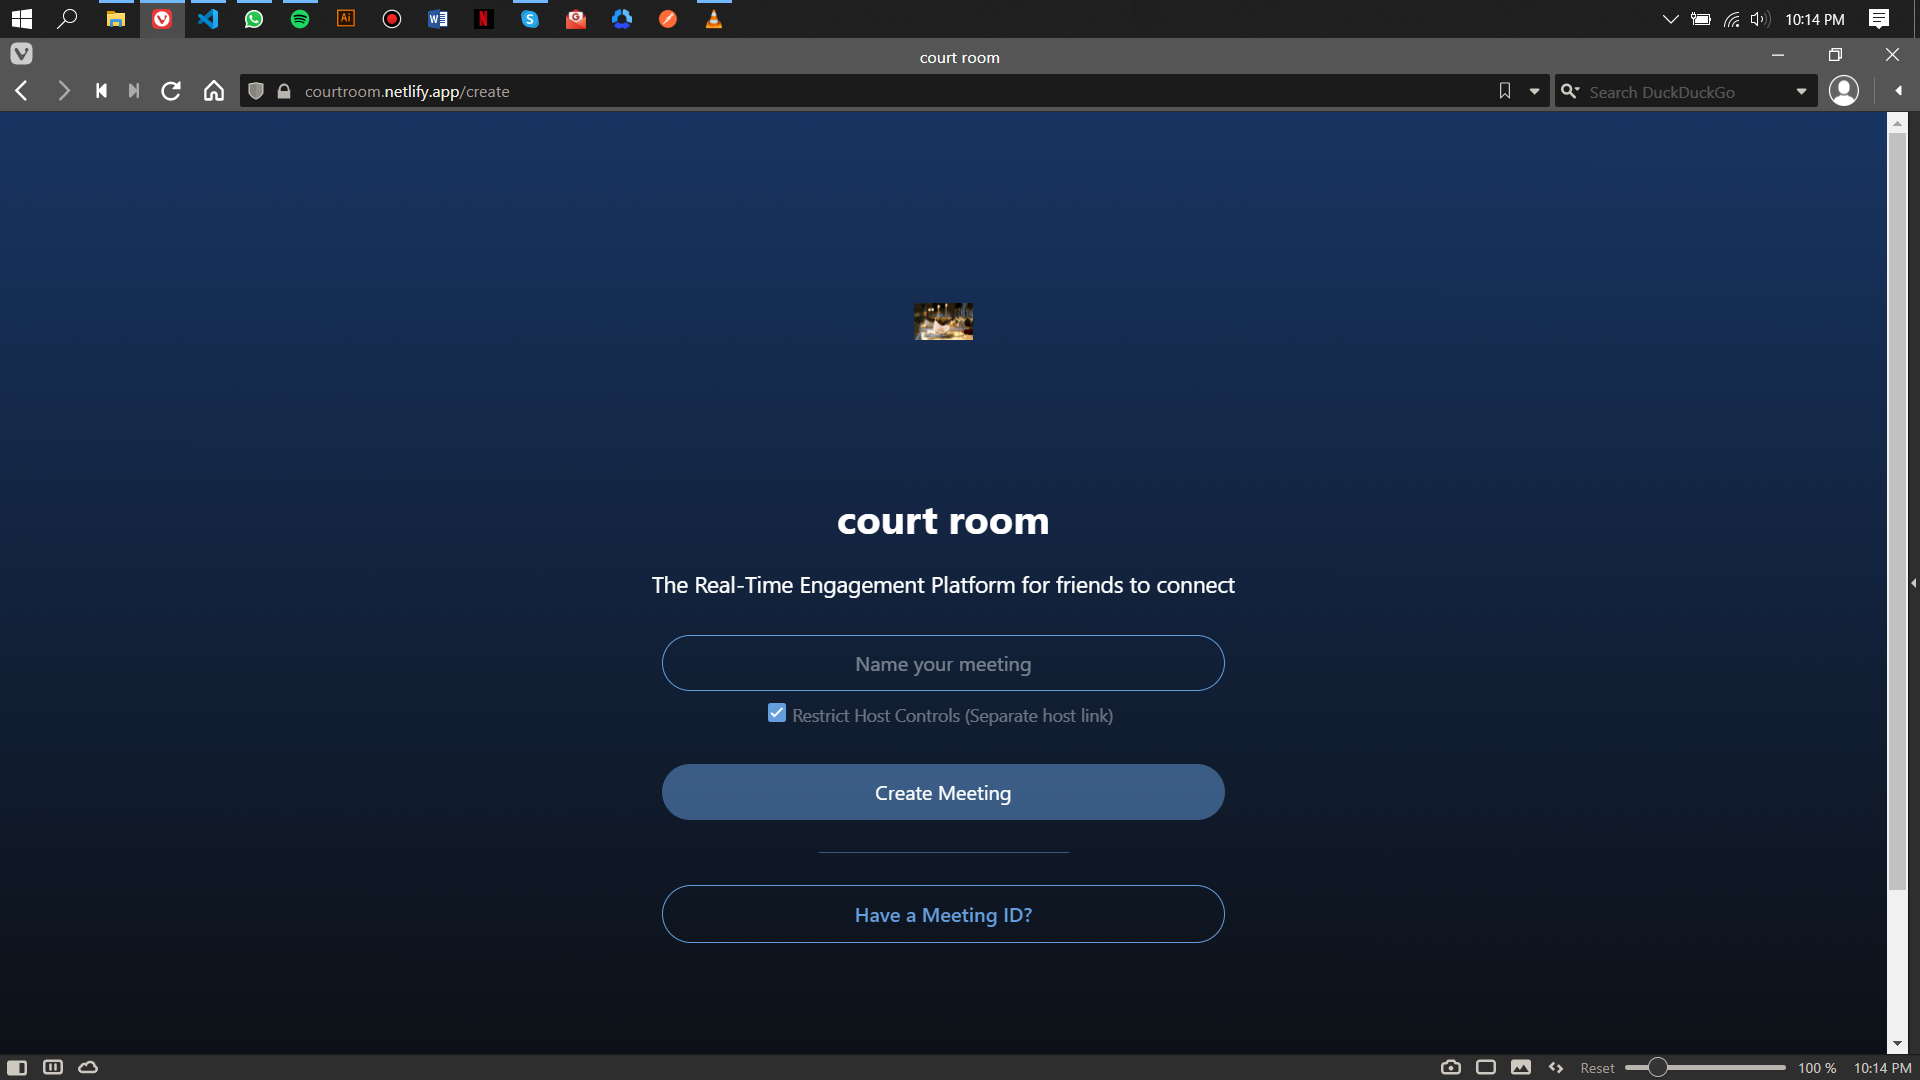 10:14 PM
court room
courtroom.netlify.app/create
Search DuckDuckGo
court room
The Real-Time Engagement Platform for friends to connect
Name your meeting
Restrict Host Controls (Separate host link)
Create Meeting
Have a Meeting ID?
Reset 100 % 10:14 PM